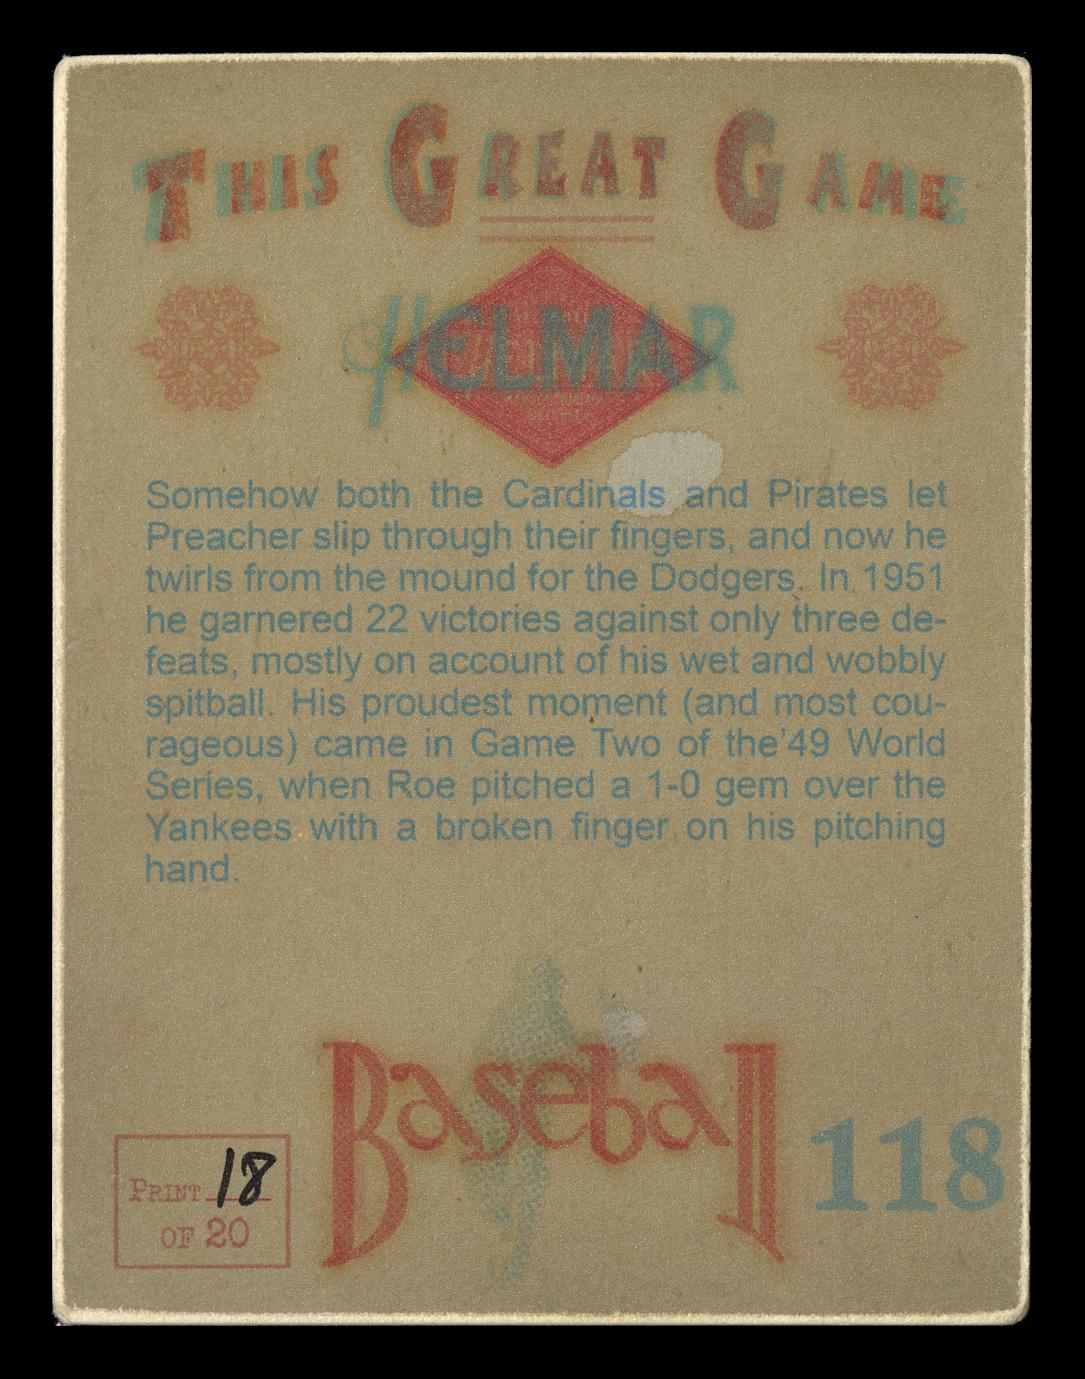 THIS GREAT GAME
HELMAR
Somehow both the Cardinals and Pirates let
Preacher slip through their fingers, and now he
twirls from the mound for the Dodgers. In 1951
he garnered 22 victories against only three de-
feats, mostly on account of his wet and wobbly
spitball. His proudest moment (and most cou-
rageous) came in Game Two of the'49 World
Series, when Roe pitched a 1-0 gem over the
Yankees with a broken finger on his pitching
hand.
Baseball
118
PRINT 18
OF 20